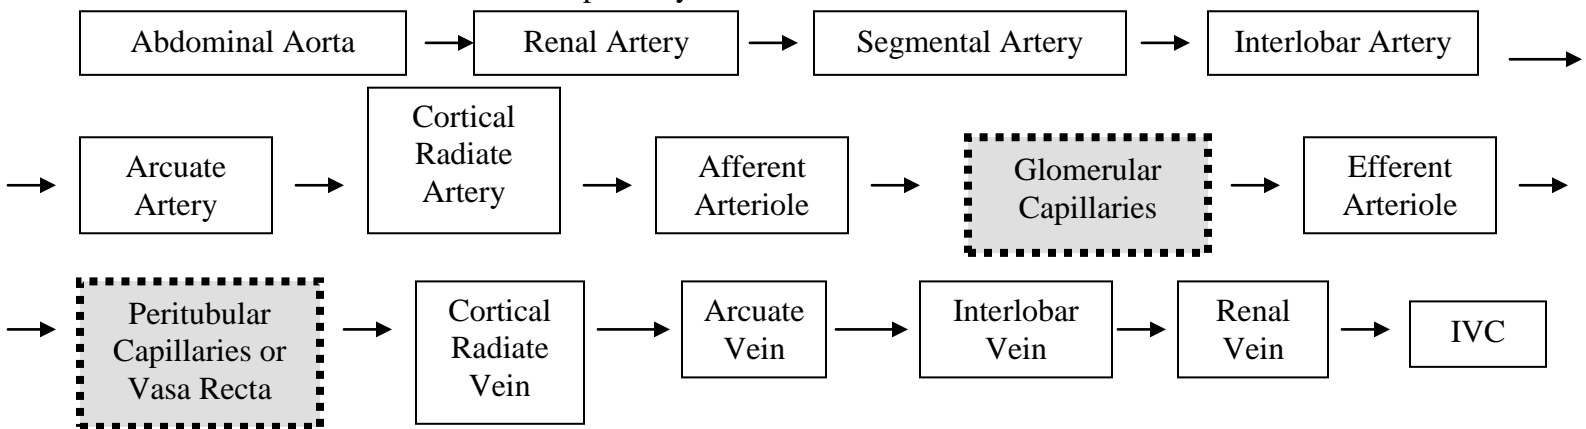 Abdominal Aorta
Renal Artery
Segmental Artery
Interlobar Artery
Arcuate
Artery
Cortical
Radiate
Artery
Afferent
Arteriole
Glomerular
Capillaries
Efferent
Arteriole
Peritubular
Capillaries or
Vasa Recta
Cortical
Radiate
Vein
Arcuate
Vein
Interlobar
Vein
Renal
Vein
IVC